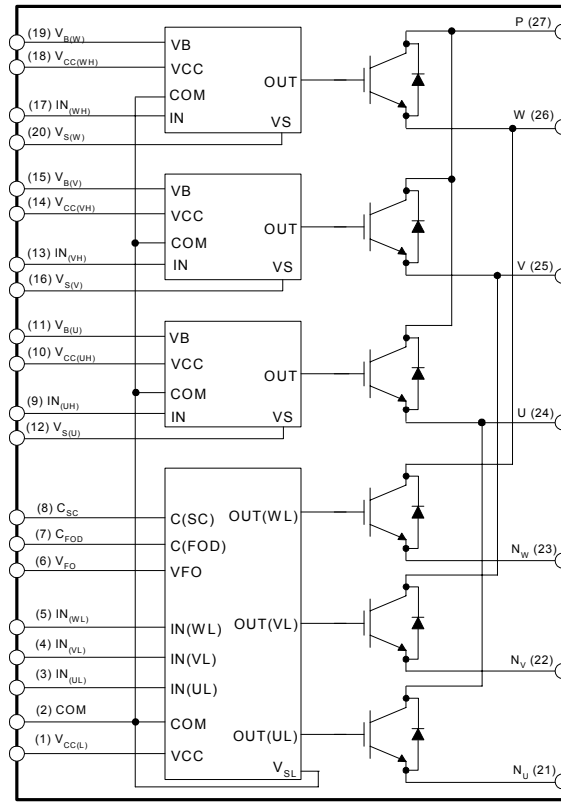 (19) V_B(W)
(18) V_CC(WH)
(17) IN_(WH)
(20) V_S(W)
VB
VCC
COM
IN
OUT
VS
P (27)
W (26)
(15) V_B(V)
(14) V_CC(VH)
(13) IN_(VH)
(16) V_S(V)
VB
VCC
COM
IN
OUT
VS
V (25)
(11) V_B(U)
(10) V_CC(UH)
(9) IN_(UH)
(12) V_S(U)
VB
VCC
COM
IN
OUT
VS
U (24)
(8) C_SC
(7) C_FOD
(6) V_FO
(5) IN_(WL)
(4) IN_(VL)
(3) IN_(UL)
(2) COM
(1) V_CC(L)
C(SC)
C(FOD)
VFO
IN(WL)
IN(VL)
IN(UL)
COM
VCC
OUT(WL)
OUT(VL)
OUT(UL)
V_SL
N_W (23)
N_V (22)
N_U (21)